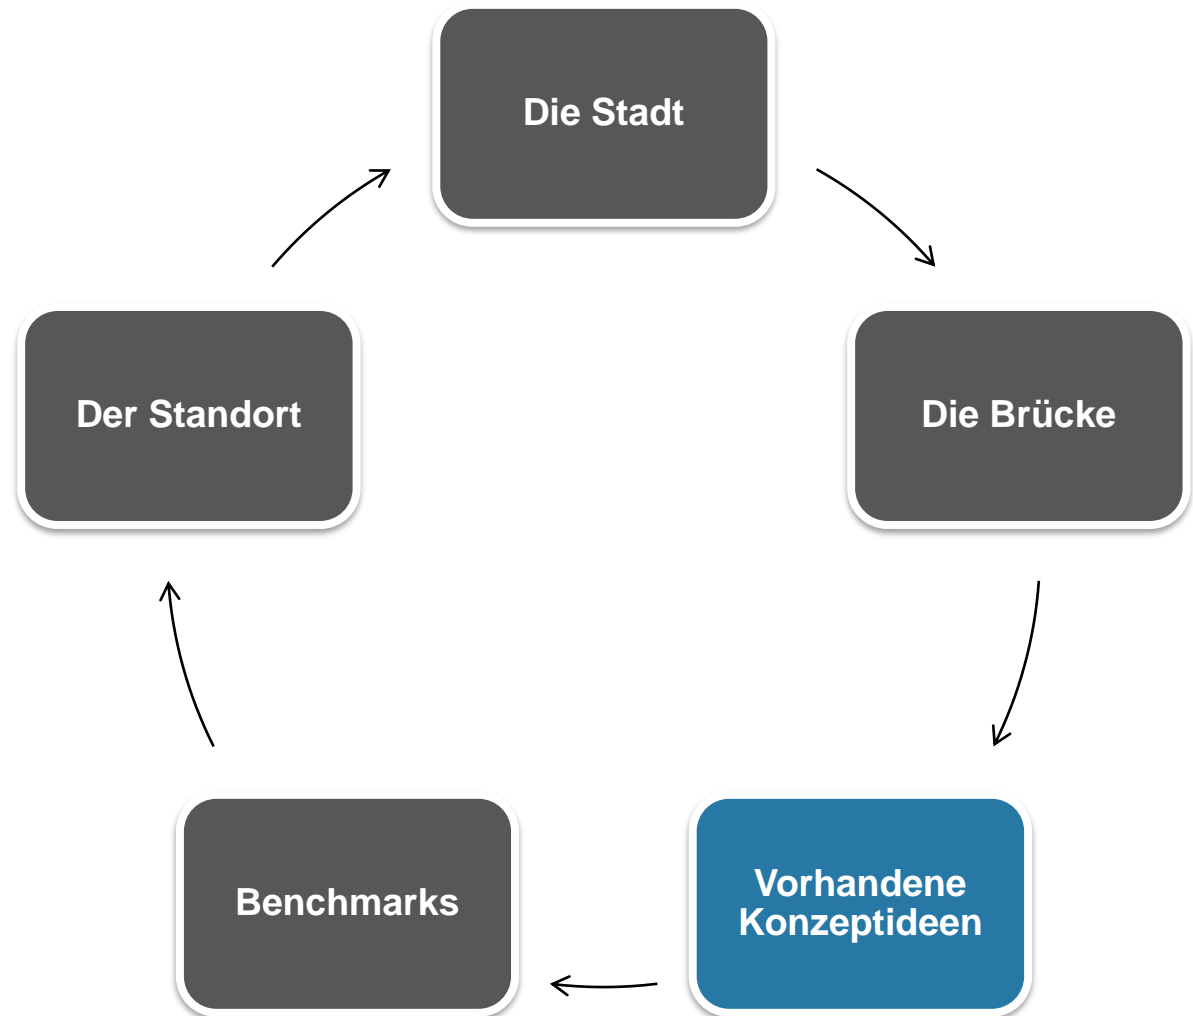 Die Stadt
Der Standort
Die Brücke
Benchmarks
Vorhandene
Konzeptideen